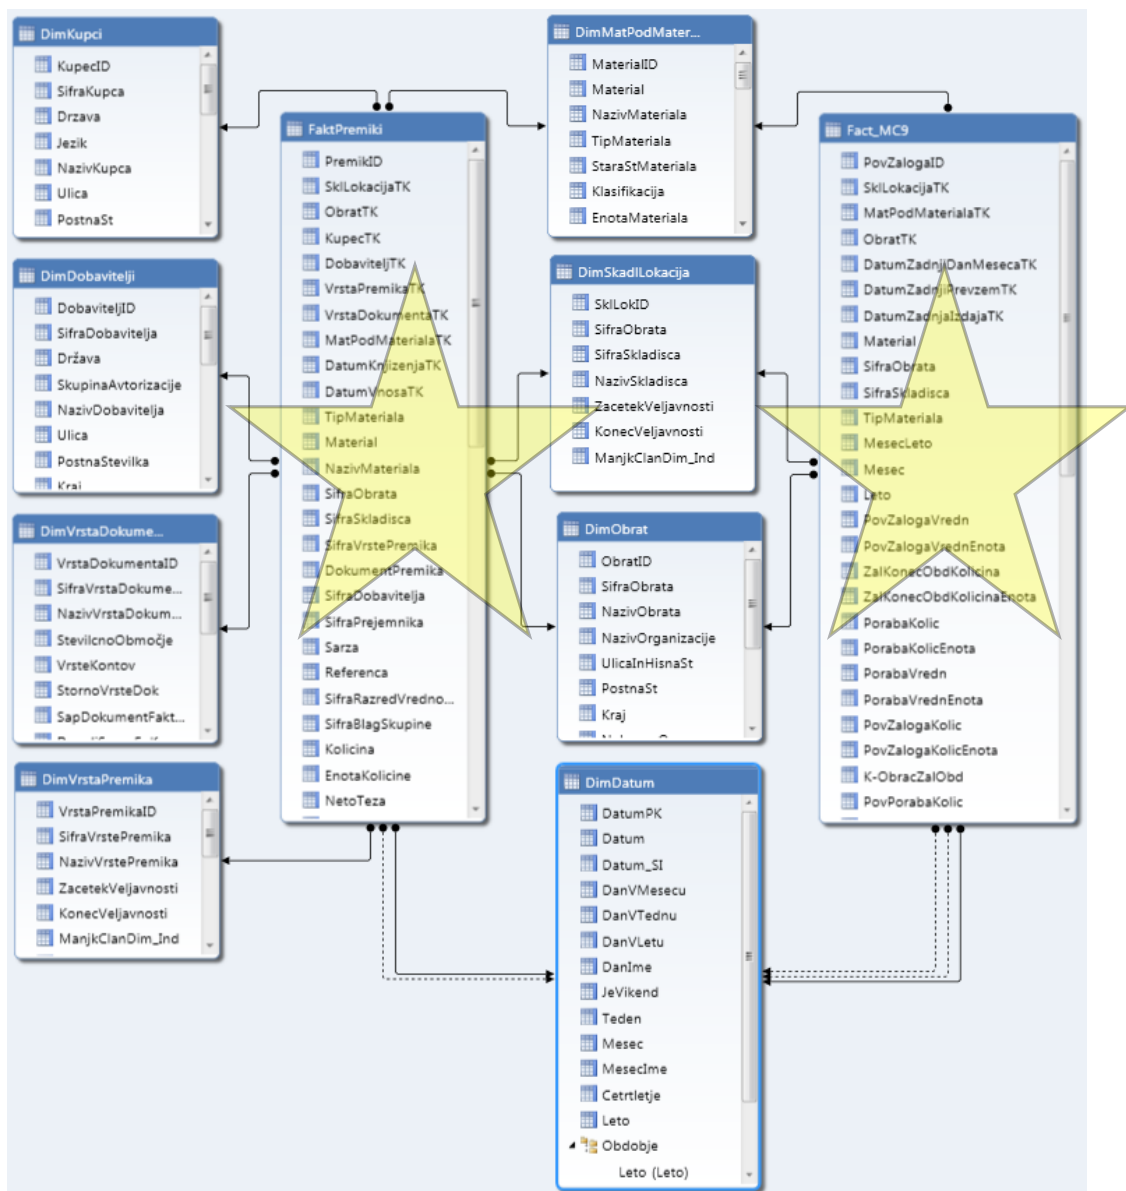 DimKupci
KupecID
SifraKupca
Drzava
Jezik
NazivKupca
Ulica
PostnaSt
DimDobavitelji
DobaviteljID
SifraDobavitelja
Država
SkupinaAvtorizacije
NazivDobavitelja
Ulica
PostnaStevilka
Kraj
DimVrstaDokume...
VrstaDokumentaID
SifraVrstaDokume...
NazivVrstaDokum...
StevilcnoObmočje
VrsteKontov
StornoVrsteDok
SapDokumentFakt...
DimVrstaPremika
VrstaPremikaID
SifraVrstePremika
NazivVrstePremika
ZacetekVeljavnosti
KonecVeljavnosti
ManjkClanDim_Ind
FaktPremiki
PremikID
SklLokacijaTK
ObratTK
KupecTK
DobaviteljTK
VrstaPremikaTK
VrstaDokumentaTK
MatPodMaterialaTK
DatumKnjizenjaTK
DatumVnosaTK
TipMateriala
Material
NazivMateriala
SifraObrata
SifraSkladisca
SifraVrstePremika
DokumentPremika
SifraDobavitelja
SifraPrejemnika
Sarza
Referenca
SifraRazredVredno...
SifraBlagSkupine
Kolicina
EnotaKolicine
NetoTeza
DimMatPodMater...
MaterialID
Material
NazivMateriala
TipMateriala
StaraStMateriala
Klasifikacija
EnotaMateriala
DimSkadlLokacija
SklLokID
SifraObrata
SifraSkladisca
NazivSkladisca
ZacetekVeljavnosti
KonecVeljavnosti
ManjkClanDim_Ind
DimObrat
ObratID
SifraObrata
NazivObrata
NazivOrganizacije
UlicaInHisnaSt
PostnaSt
Kraj
DimDatum
DatumPK
Datum
Datum_SI
DanVMesecu
DanVTednu
DanVLetu
DanIme
JeVikend
Teden
Mesec
MesecIme
Cetrtletje
Leto
Obdobje
Leto (Leto)
Fact_MC9
PovZalogaID
SklLokacijaTK
MatPodMaterialaTK
ObratTK
DatumZadnjiDanMesecaTK
DatumZadnjiPrevzemTK
DatumZadnjaIzdajaTK
Material
SifraObrata
SifraSkladisca
TipMateriala
MesecLeto
Mesec
Leto
PovZalogaVredn
PovZalogaVrednEnota
ZalKonecObdKolicina
ZalKonecObdKolicinaEnota
PorabaKolic
PorabaKolicEnota
PorabaVredn
PorabaVrednEnota
PovZalogaKolic
PovZalogaKolicEnota
K-ObracZalObd
PovPorabaKolic